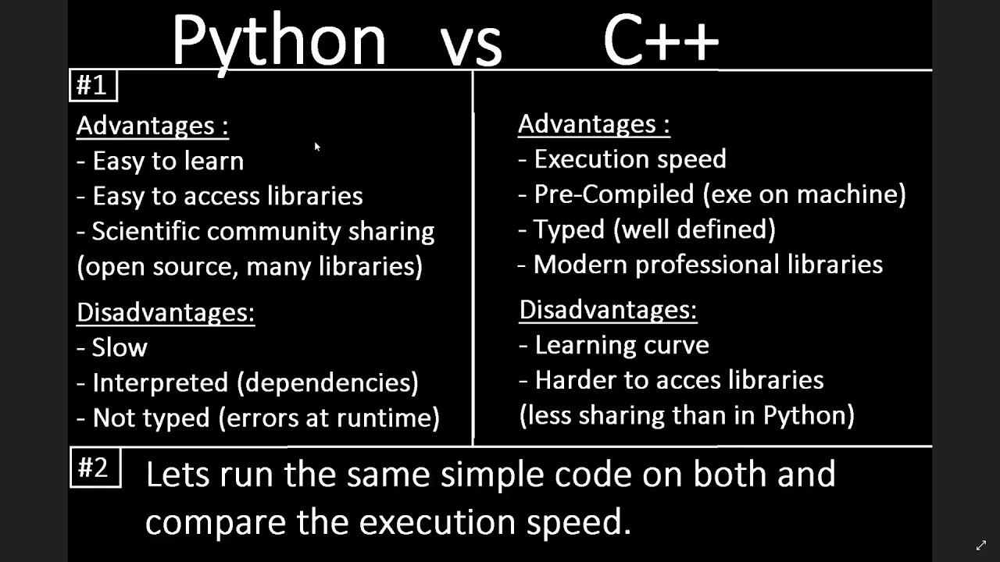 Python vs C++
#1
Advantages :
- Easy to learn
- Easy to access libraries
- Scientific community sharing
(open source, many libraries)
Disadvantages:
- Slow
- Interpreted (dependencies)
- Not typed (errors at runtime)
Advantages :
- Execution speed
- Pre-Compiled (exe on machine)
- Typed (well defined)
- Modern professional libraries
Disadvantages:
- Learning curve
- Harder to acces libraries
(less sharing than in Python)
#2
Lets run the same simple code on both and
compare the execution speed.